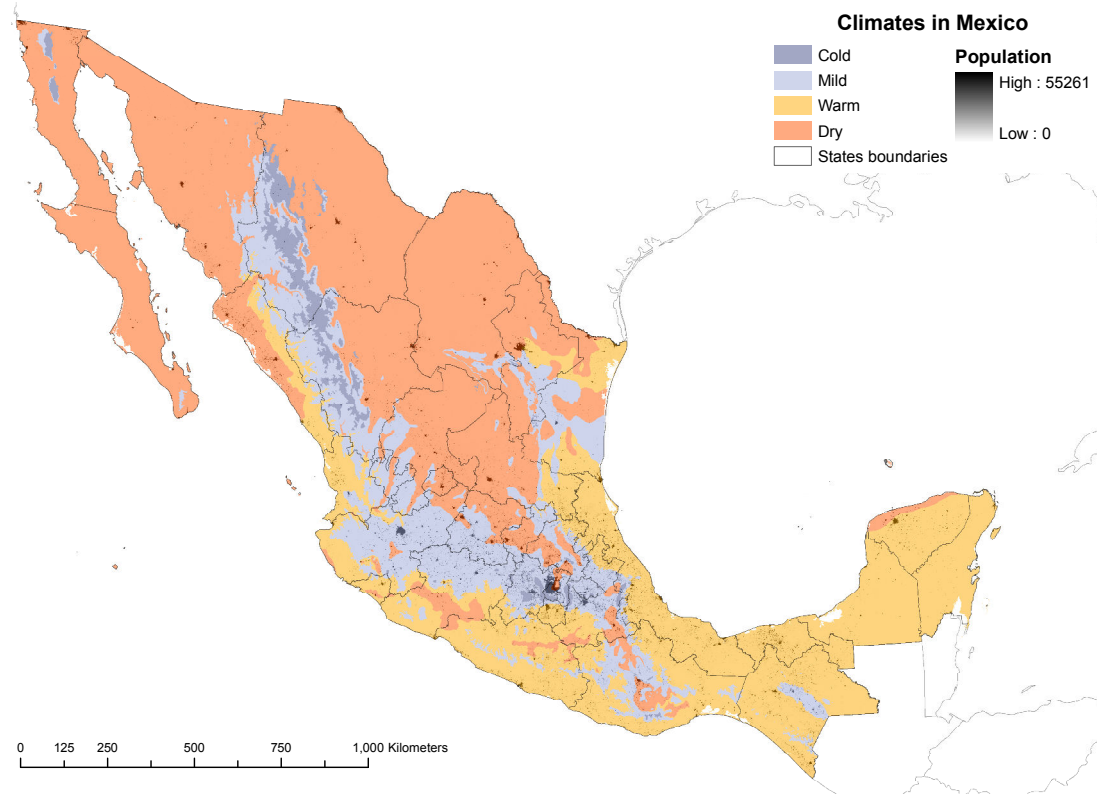 Climates in Mexico
Cold
Mild
Warm
Dry
States boundaries
Population
High : 55261
Low : 0
0 125 250 500 750 1,000 Kilometers